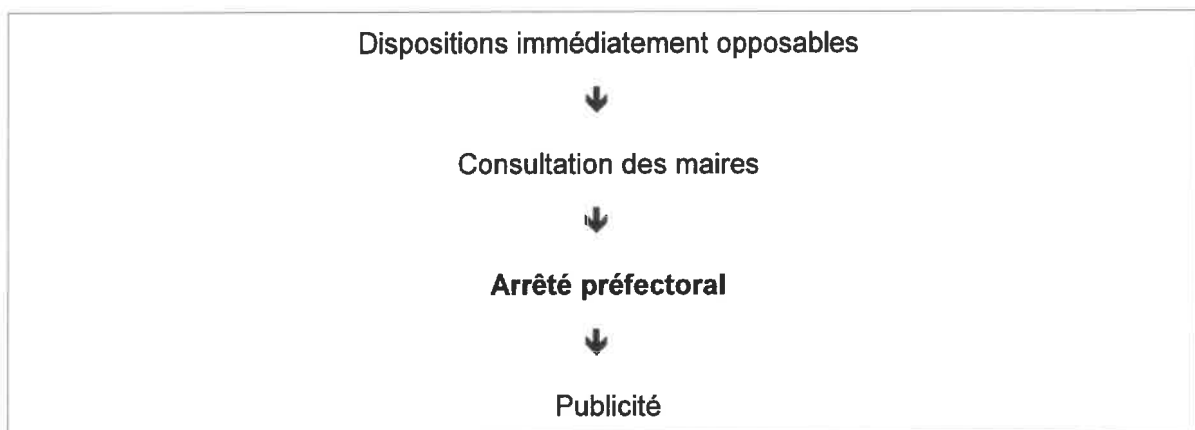 Dispositions immédiatement opposables
Consultation des maires
Arrêté préfectoral
Publicité